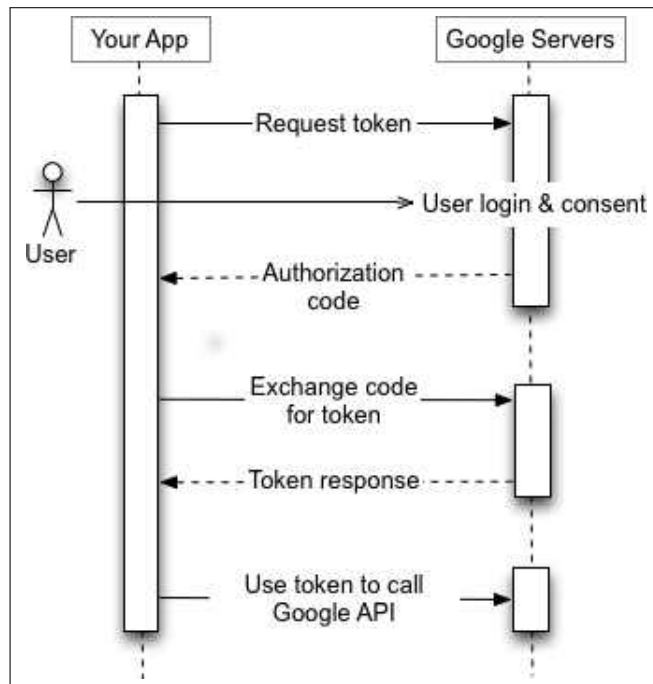 Your App
Google Servers
Request token
User login & consent
User
Authorization
code
Exchange code
for token
Token response
Use token to call
Google API